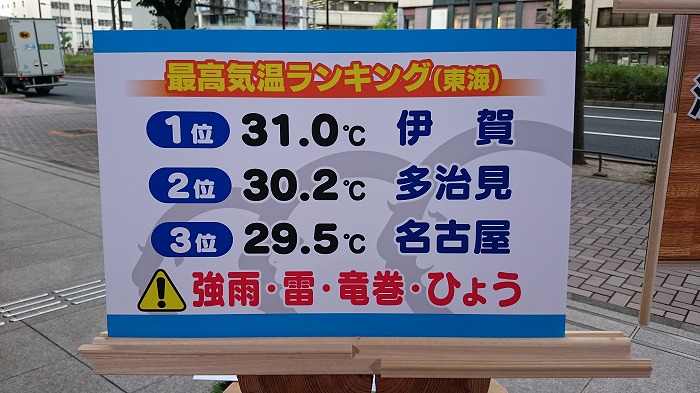 最高気温ランキング(東海)
1位 31.0℃ 伊賀
2位 30.2℃ 多治見
3位 29.5℃ 名古屋
強雨・雷・竜巻・ひょう